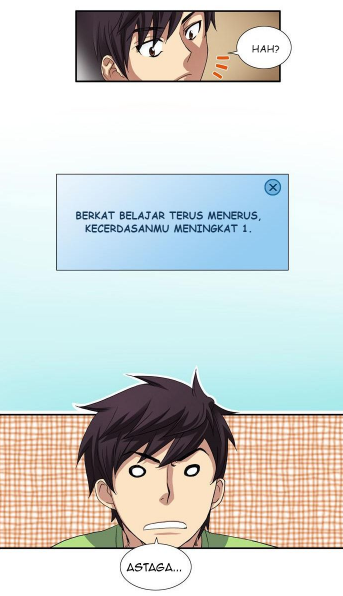 HAH?
BERKAT BELAJAR TERUS MENERUS,
KECERDASANMU MENINGKAT 1.
ASTAGA...